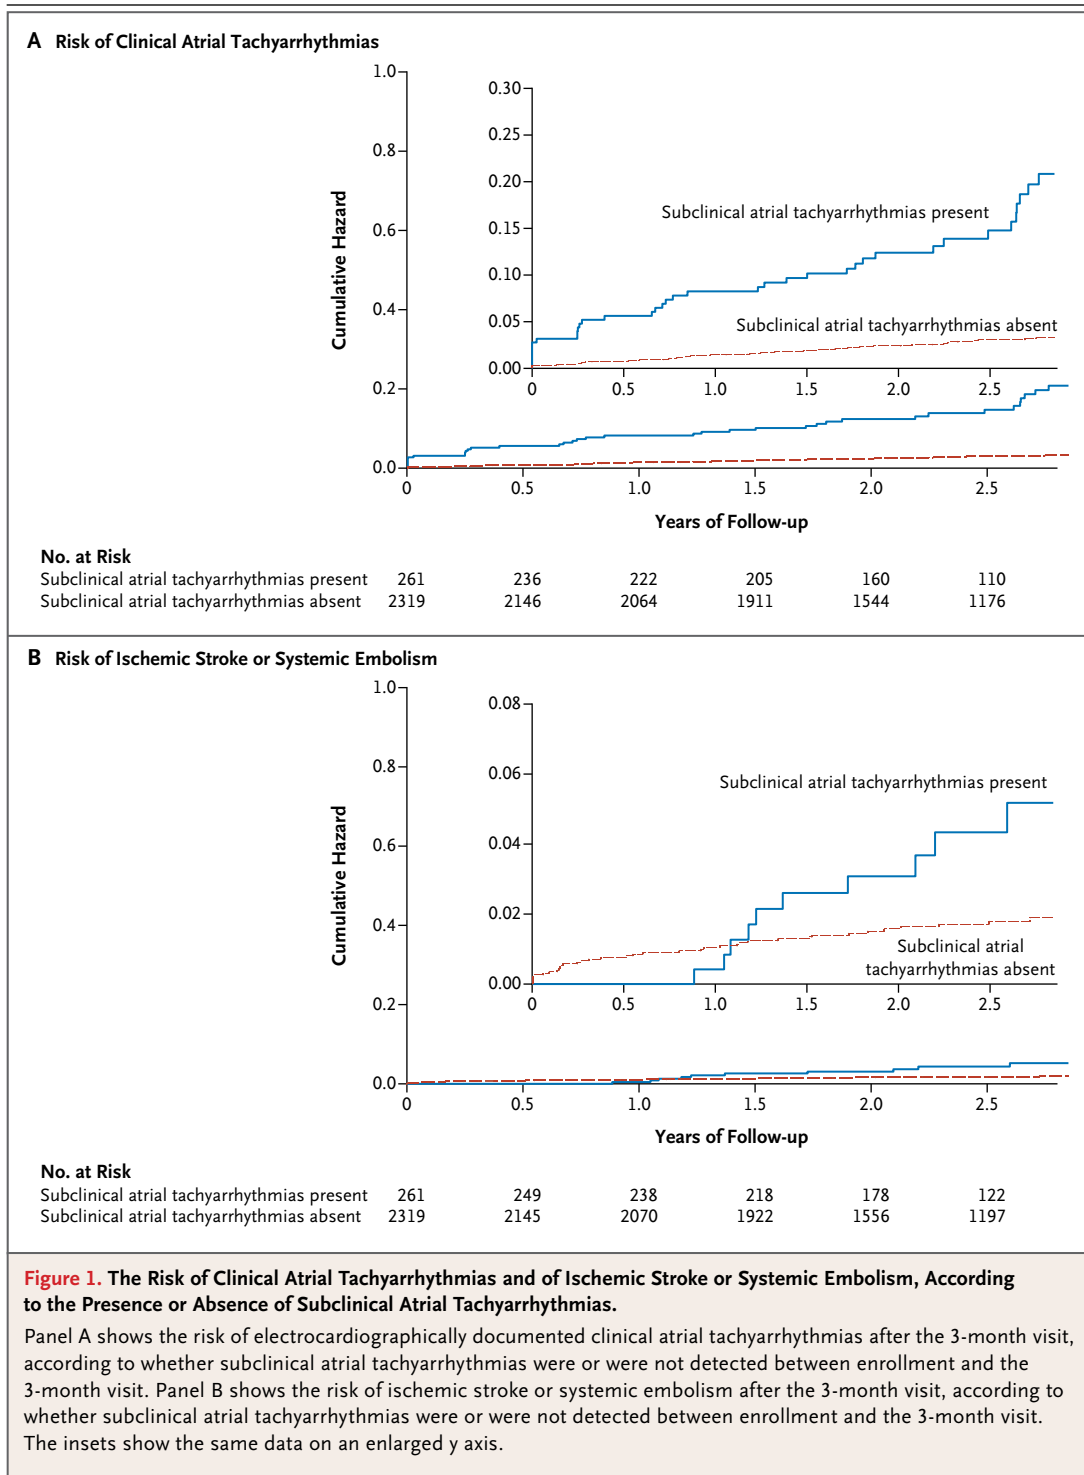 A Risk of Clinical Atrial Tachyarrhythmias
1.0
0.8
0.6
0.4
0.2
0.0
Cumulative Hazard
0.30
0.25
0.20
0.15
0.10
0.05
0.00
Subclinical atrial tachyarrhythmias present
Subclinical atrial tachyarrhythmias absent
0 0.5 1.0 1.5 2.0 2.5
0 0.5 1.0 1.5 2.0 2.5
Years of Follow-up
No. at Risk
Subclinical atrial tachyarrhythmias present 261 236 222 205 160 110
Subclinical atrial tachyarrhythmias absent 2319 2146 2064 1911 1544 1176
B Risk of Ischemic Stroke or Systemic Embolism
1.0
0.8
0.6
0.4
0.2
0.0
Cumulative Hazard
0.08
0.06
0.04
0.02
0.00
Subclinical atrial tachyarrhythmias present
Subclinical atrial
tachyarrhythmias absent
0 0.5 1.0 1.5 2.0 2.5
0 0.5 1.0 1.5 2.0 2.5
Years of Follow-up
No. at Risk
Subclinical atrial tachyarrhythmias present 261 249 238 218 178 122
Subclinical atrial tachyarrhythmias absent 2319 2145 2070 1922 1556 1197
Figure 1. The Risk of Clinical Atrial Tachyarrhythmias and of Ischemic Stroke or Systemic Embolism, According
to the Presence or Absence of Subclinical Atrial Tachyarrhythmias.
Panel A shows the risk of electrocardiographically documented clinical atrial tachyarrhythmias after the 3-month visit,
according to whether subclinical atrial tachyarrhythmias were or were not detected between enrollment and the
3-month visit. Panel B shows the risk of ischemic stroke or systemic embolism after the 3-month visit, according to
whether subclinical atrial tachyarrhythmias were or were not detected between enrollment and the 3-month visit.
The insets show the same data on an enlarged y axis.